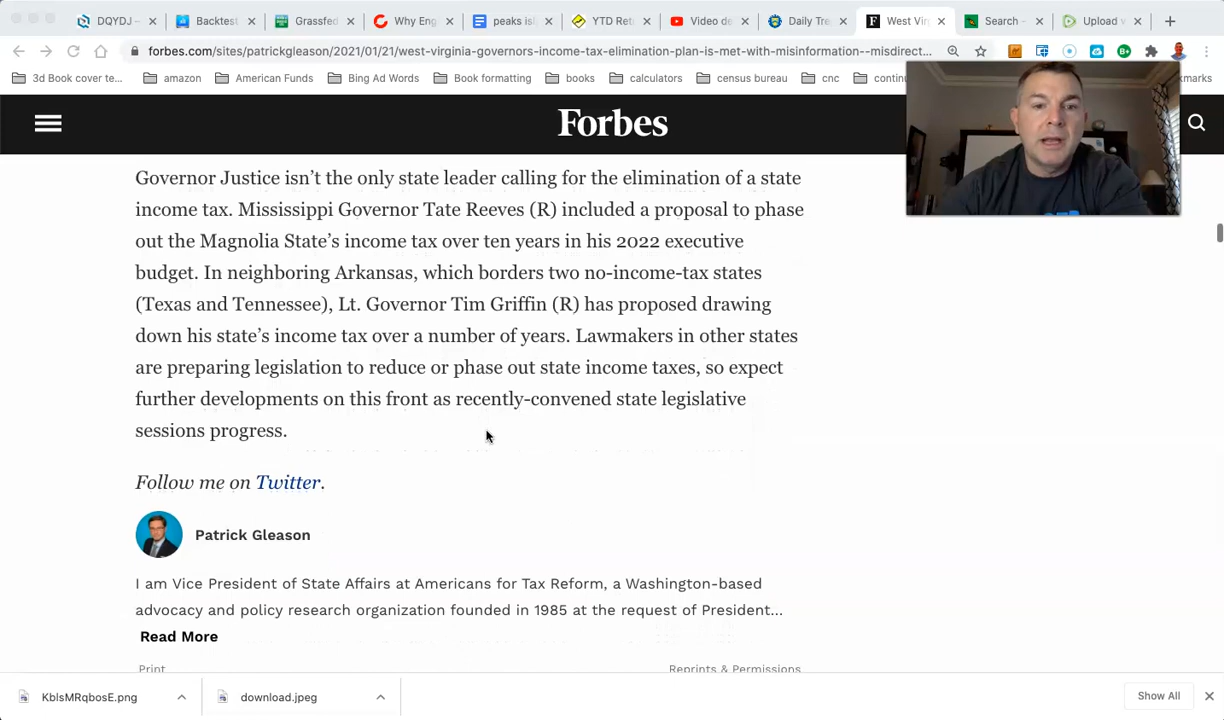 DQYDJ –
Backtest
Grassfed
Why Eng
peaks isi
YTD Ret
Video de
Daily Tre
West Vir
Search -
Upload v
forbes.com/sites/patrickgleason/2021/01/21/west-virginia-governors-income-tax-elimination-plan-is-met-with-misinformation--misdirect...
3d Book cover te...
amazon
American Funds
Bing Ad Words
Book formatting
books
calculators
census bureau
cnc
Forbes
Governor Justice isn't the only state leader calling for the elimination of a state
income tax. Mississippi Governor Tate Reeves (R) included a proposal to phase
out the Magnolia State's income tax over ten years in his 2022 executive
budget. In neighboring Arkansas, which borders two no-income-tax states
(Texas and Tennessee), Lt. Governor Tim Griffin (R) has proposed drawing
down his state's income tax over a number of years. Lawmakers in other states
are preparing legislation to reduce or phase out state income taxes, so expect
further developments on this front as recently-convened state legislative
sessions progress.
Follow me on Twitter.
Patrick Gleason
I am Vice President of State Affairs at Americans for Tax Reform, a Washington-based
advocacy and policy research organization founded in 1985 at the request of President...
Read More
Print
Reprints & Permissions
KblsMRqbosE.png
download.jpeg
Show All